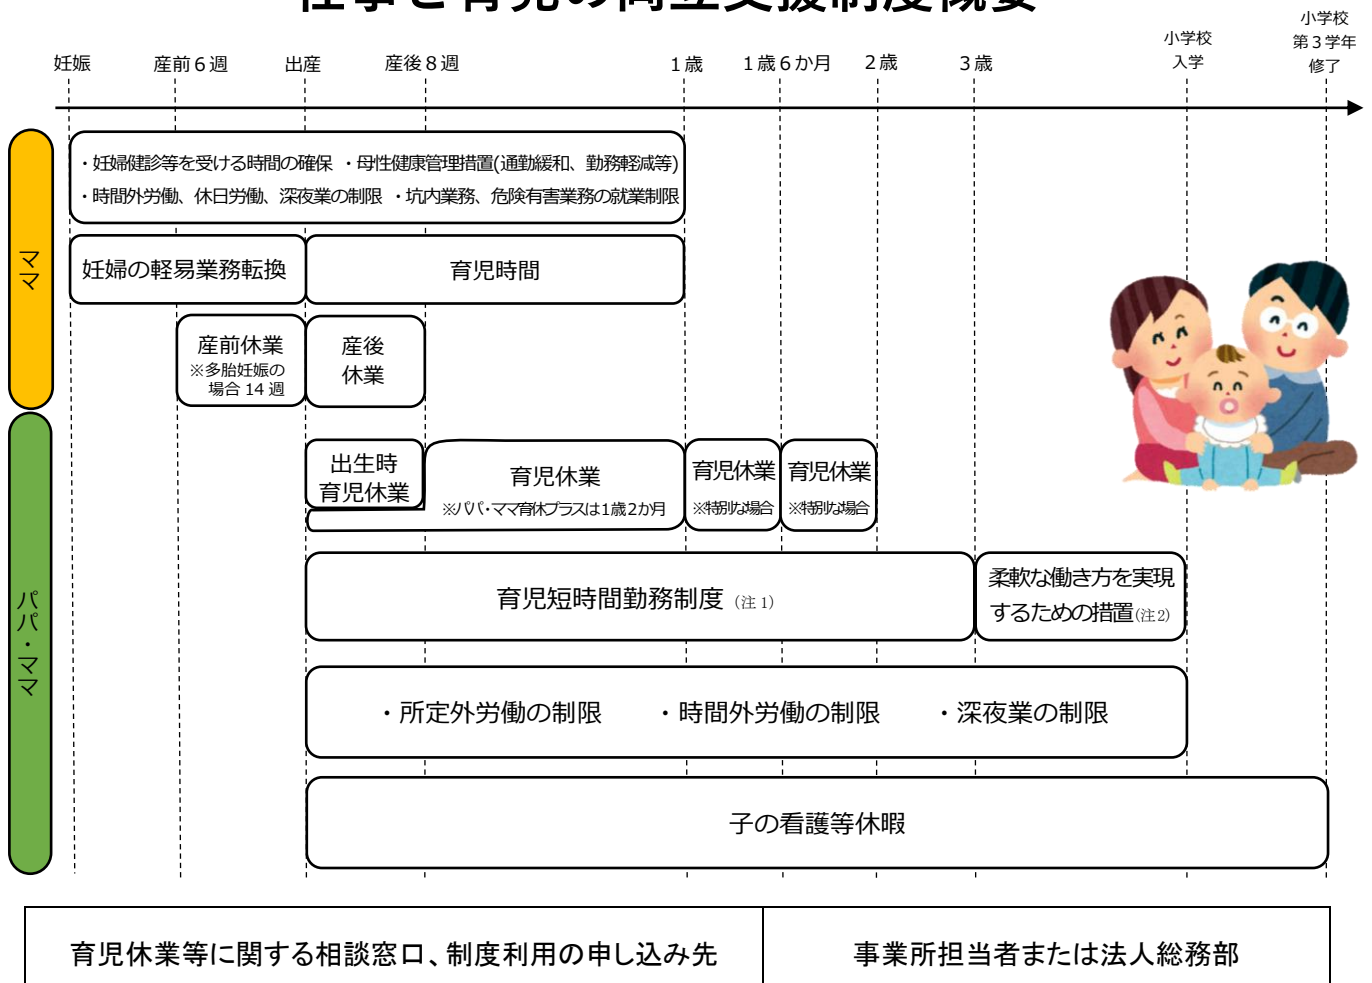 仕事と育児の両立支援制度概要
妊娠
産前６週
出産
産後８週
１歳
１歳６か月
２歳
３歳
小学校
入学
小学校
第３学年
修了
ママ
・妊婦健診等を受ける時間の確保 ・母性健康管理措置(通勤緩和、勤務軽減等)
・時間外労働、休日労働、深夜業の制限 ・坑内業務、危険有害業務の就業制限
妊婦の軽易業務転換
育児時間
産前休業
※多胎妊娠の
場合 14 週
産後
休業
パパ・ママ
出生時
育児休業
育児休業
※パパ・ママ育休プラスは１歳２か月
育児休業
※特別な場合
育児休業
※特別な場合
育児短時間勤務制度（注１）
柔軟な働き方を実現
するための措置(注2)
・所定外労働の制限 ・時間外労働の制限 ・深夜業の制限
子の看護等休暇
育児休業等に関する相談窓口、制度利用の申し込み先
事業所担当者または法人総務部